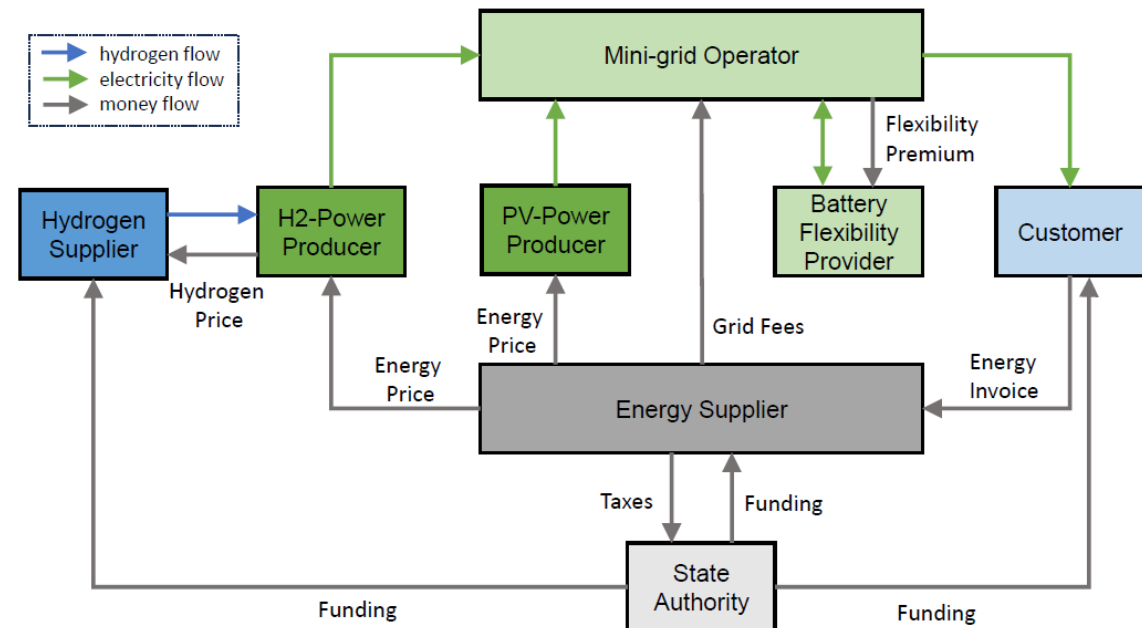 hydrogen flow
electricity flow
money flow
Mini-grid Operator
Flexibility
Premium
Hydrogen
Supplier
H2-Power
Producer
PV-Power
Producer
Battery
Flexibility
Provider
Customer
Hydrogen
Price
Energy
Price
Energy
Price
Grid Fees
Energy
Invoice
Energy Supplier
Taxes
Funding
State
Authority
Funding
Funding